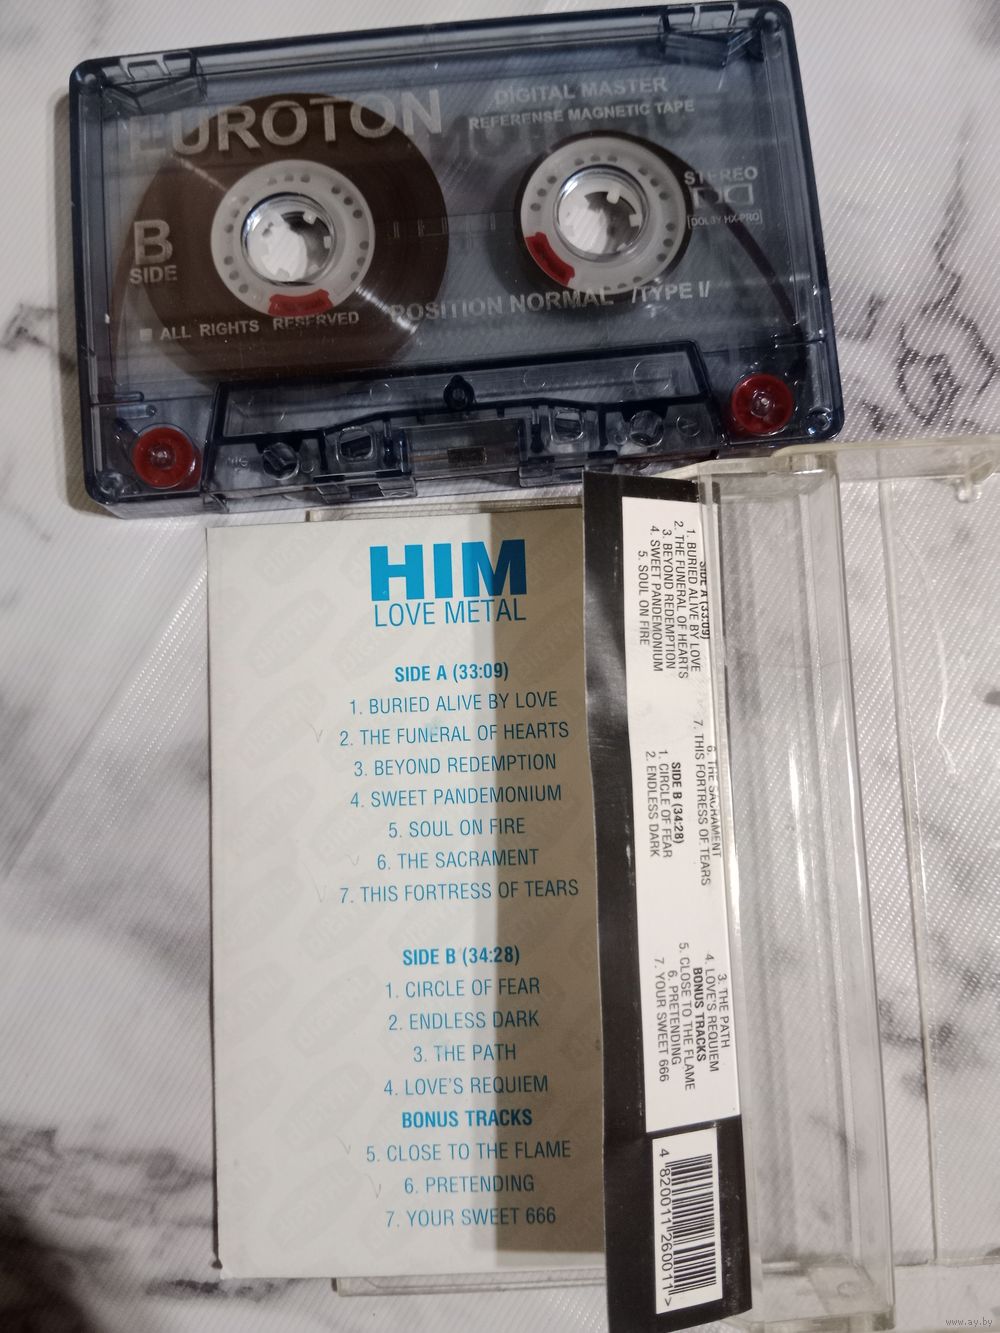 EUROTON
DIGITAL MASTER
REFERENSE MAGNETIC TAPE
STEREO
DOLBY HX-PRO
B
SIDE
POSITION NORMAL /TYPE I/
ALL RIGHTS RESERVED
HIM
LOVE METAL
SIDE A (33:09)
1. BURIED ALIVE BY LOVE
2. THE FUNERAL OF HEARTS
3. BEYOND REDEMPTION
4. SWEET PANDEMONIUM
5. SOUL ON FIRE
6. THE SACRAMENT
7. THIS FORTRESS OF TEARS
SIDE B (34:28)
1. CIRCLE OF FEAR
2. ENDLESS DARK
3. THE PATH
4. LOVE'S REQUIEM
BONUS TRACKS
5. CLOSE TO THE FLAME
6. PRETENDING
7. YOUR SWEET 666
SIDE A (33:09)
1. BURIED ALIVE BY LOVE
2. THE FUNERAL OF HEARTS
3. BEYOND REDEMPTION
4. SWEET PANDEMONIUM
5. SOUL ON FIRE
6. THE SACRAMENT
7. THIS FORTRESS OF TEARS
SIDE B (34:28)
1. CIRCLE OF FEAR
2. ENDLESS DARK
3. THE PATH
4. LOVE'S REQUIEM
BONUS TRACKS
5. CLOSE TO THE FLAME
6. PRETENDING
7. YOUR SWEET 666
4 820011 260011 >
www.ay.by